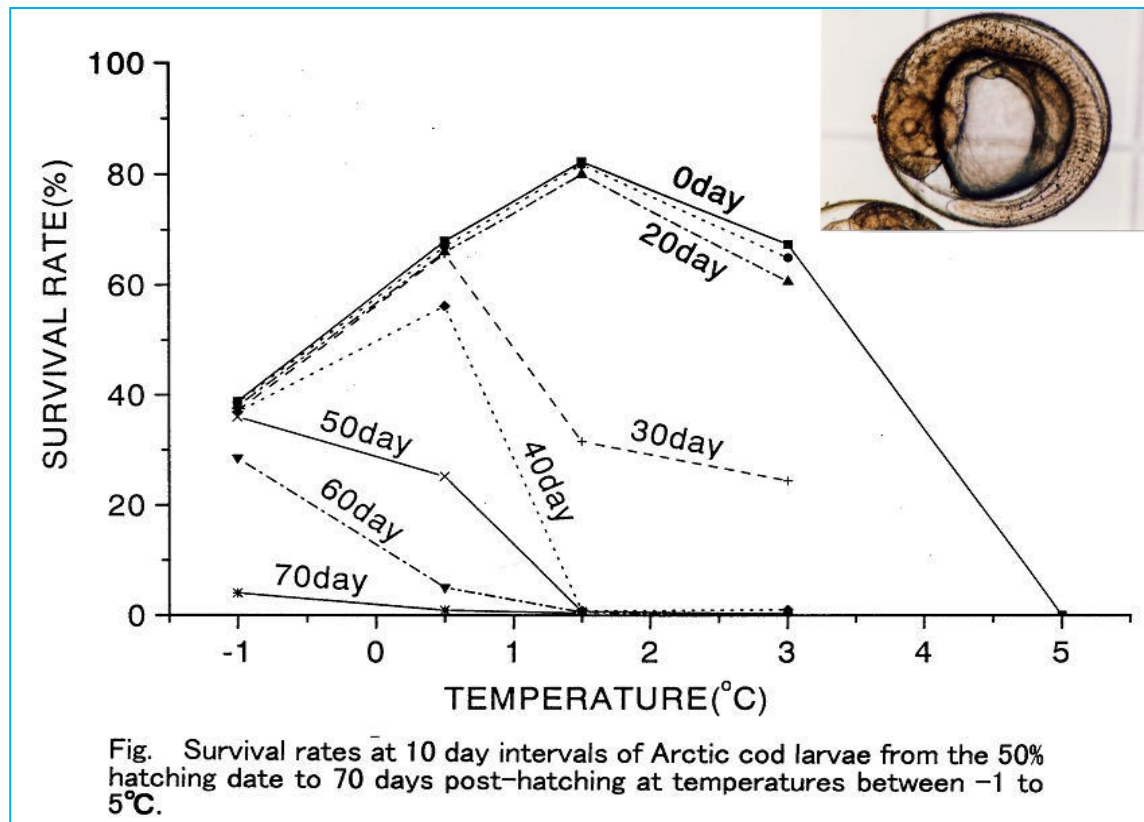 100
80
60
40
20
0
SURVIVAL RATE(%)
0day
20day
30day
40day
50day
60day
70day
-1 0 1 2 3 4 5
TEMPERATURE(°C)
Fig. Survival rates at 10 day intervals of Arctic cod larvae from the 50%
hatching date to 70 days post-hatching at temperatures between -1 to
5°C.